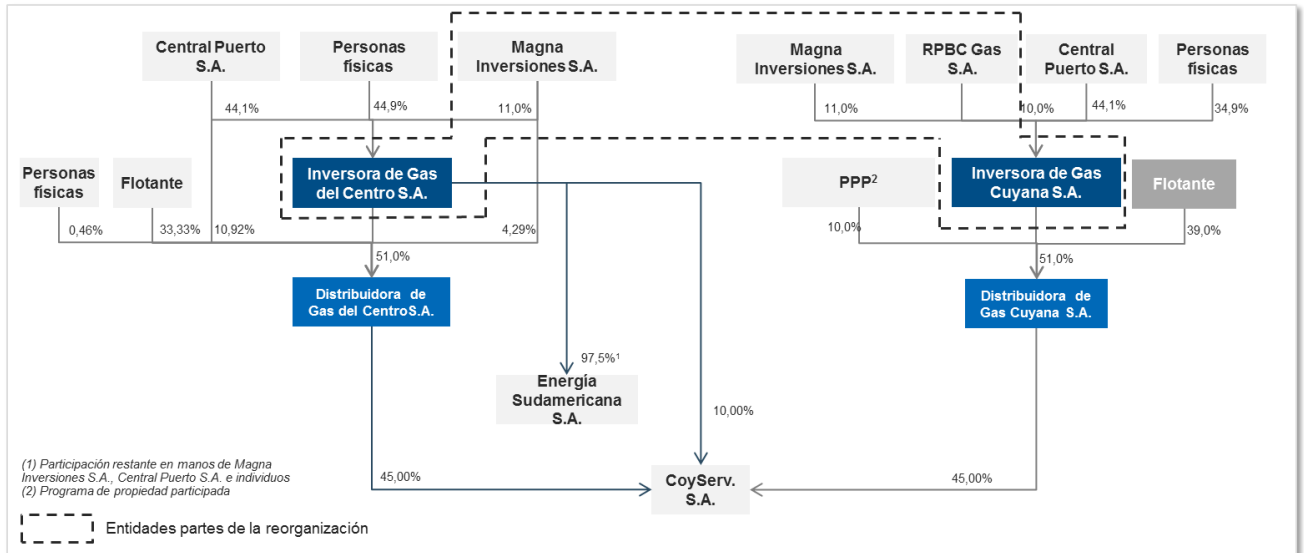 Central Puerto
S.A.
Personas
físicas
Magna
Inversiones S.A.
Magna
Inversiones S.A.
RPBC Gas
S.A.
Central
Puerto S.A.
Personas
físicas
44,1%
44,9%
11,0%
11,0%
10,0%
44,1%
34,9%
Personas
físicas
Flotante
Inversora de Gas
del Centro S.A.
PPP2
Inversora de Gas
Cuyana S.A.
Flotante
0,46%
33,33%
10,92%
4,29%
10,0%
39,0%
51,0%
51,0%
Distribuidora de
Gas del Centro S.A.
Distribuidora de
Gas Cuyana S.A.
97,5%1
Energía
Sudamericana
S.A.
10,00%
(1) Participación restante en manos de Magna
Inversiones S.A., Central Puerto S.A. e individuos
(2) Programa de propiedad participada
45,00%
CoyServ.
S.A.
45,00%
Entidades partes de la reorganización